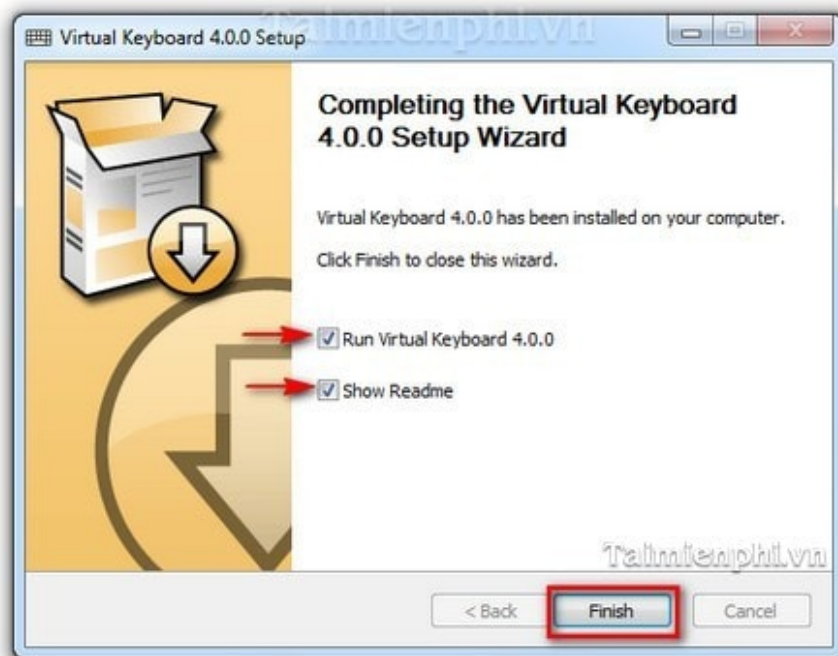 Taimienphi.vn
Virtual Keyboard 4.0.0 Setup
Completing the Virtual Keyboard
4.0.0 Setup Wizard
Virtual Keyboard 4.0.0 has been installed on your computer.
Click Finish to close this wizard.
Run Virtual Keyboard 4.0.0
Show Readme
Taimienphi.vn
< Back Finish Cancel